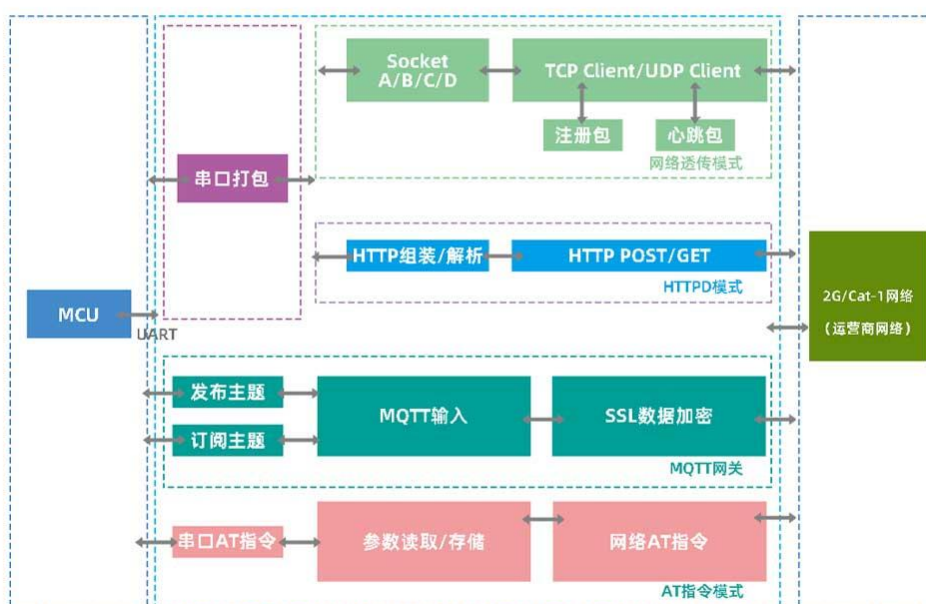 Socket
A/B/C/D
TCP Client/UDP Client
注册包
心跳包
网络透传模式
串口打包
HTTP组装/解析
HTTP POST/GET
HTTPD模式
MCU
UART
2G/Cat-1网络
(运营商网络)
发布主题
订阅主题
MQTT输入
SSL数据加密
MQTT网关
串口AT指令
参数读取/存储
网络AT指令
AT指令模式